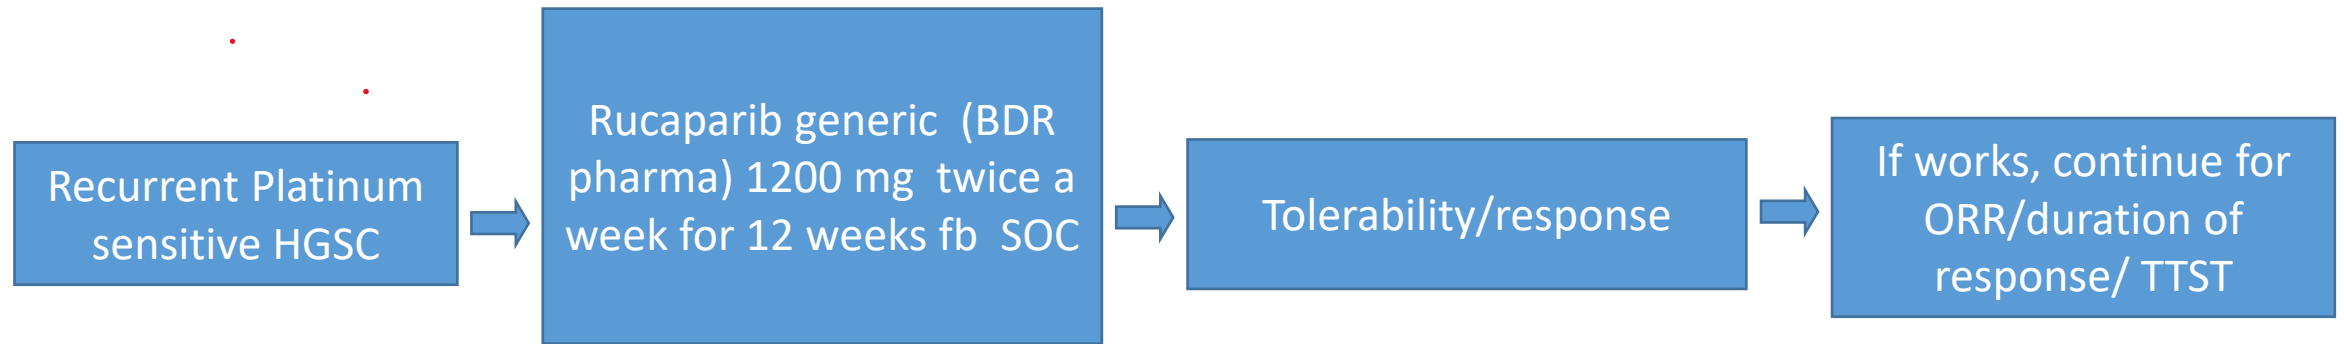 Recurrent Platinum
sensitive HGSC
Rucaparib generic  (BDR
pharma) 1200 mg  twice a
week for 12 weeks fb  SOC
Tolerability/response
If works, continue for
ORR/duration of
response/ TTST